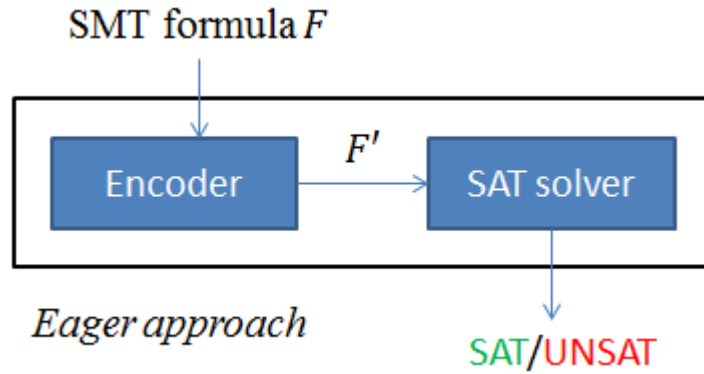 SMT formula F
Encoder
F′
SAT solver
Eager approach
SAT/UNSAT